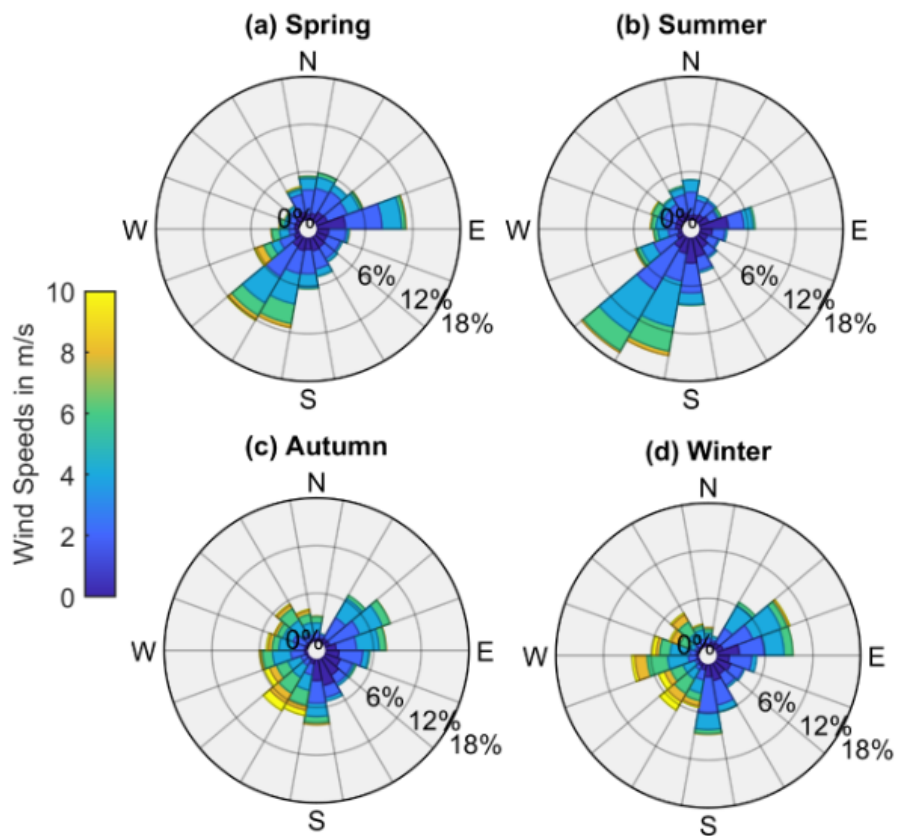 (a) Spring
N
W
E
S
0%
6%
12%
18%
(b) Summer
N
W
E
S
0%
6%
12%
18%
Wind Speeds in m/s
10
8
6
4
2
0
(c) Autumn
N
W
E
S
0%
6%
12%
18%
(d) Winter
N
W
E
S
0%
6%
12%
18%